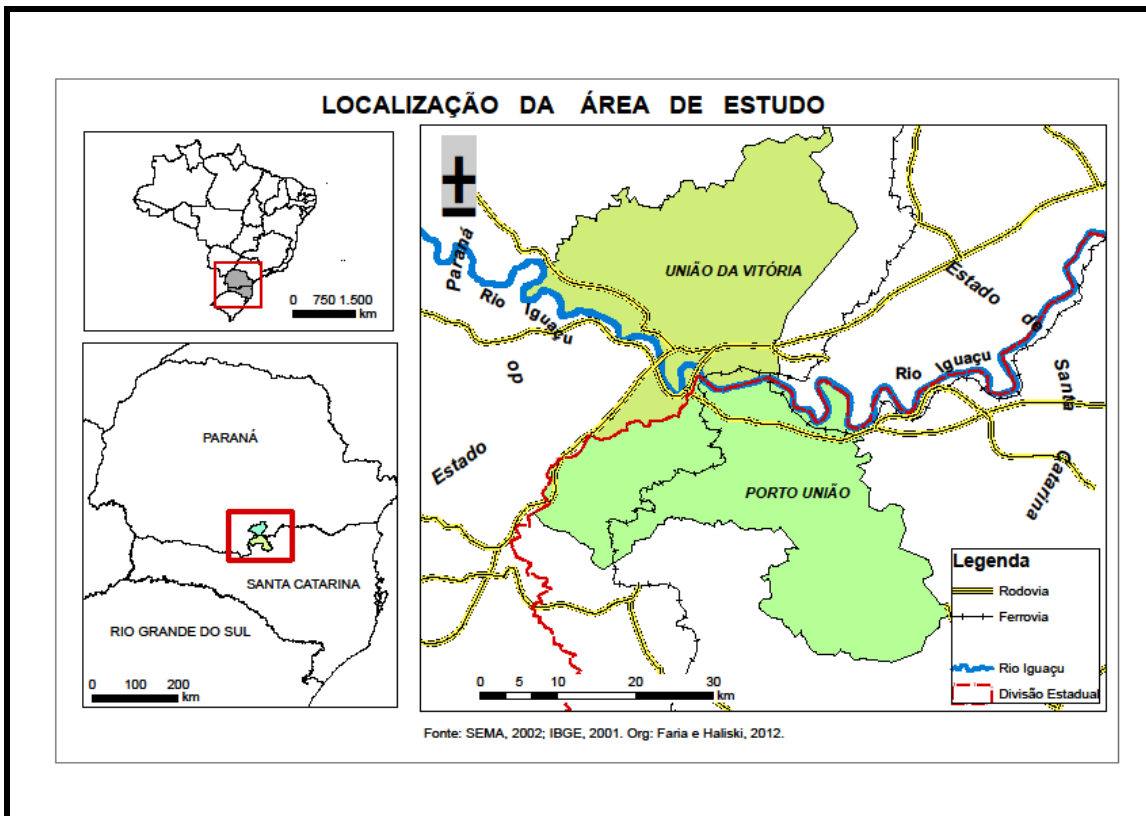 LOCALIZAÇÃO DA ÁREA DE ESTUDO
0 750 1.500
km
PARANÁ
SANTA CATARINA
RIO GRANDE DO SUL
0 100 200
km
Estado
do
Paraná
Rio
Iguaçu
UNIÃO DA VITÓRIA
Estado
do
Santa
Catarina
Rio
Iguaçu
PORTO UNIÃO
0 5 10 20 30
km
Legenda
Rodovia
Ferrovia
Rio Iguaçu
Divisão Estadual
Fonte: SEMA, 2002; IBGE, 2001. Org: Faria e Haliski, 2012.